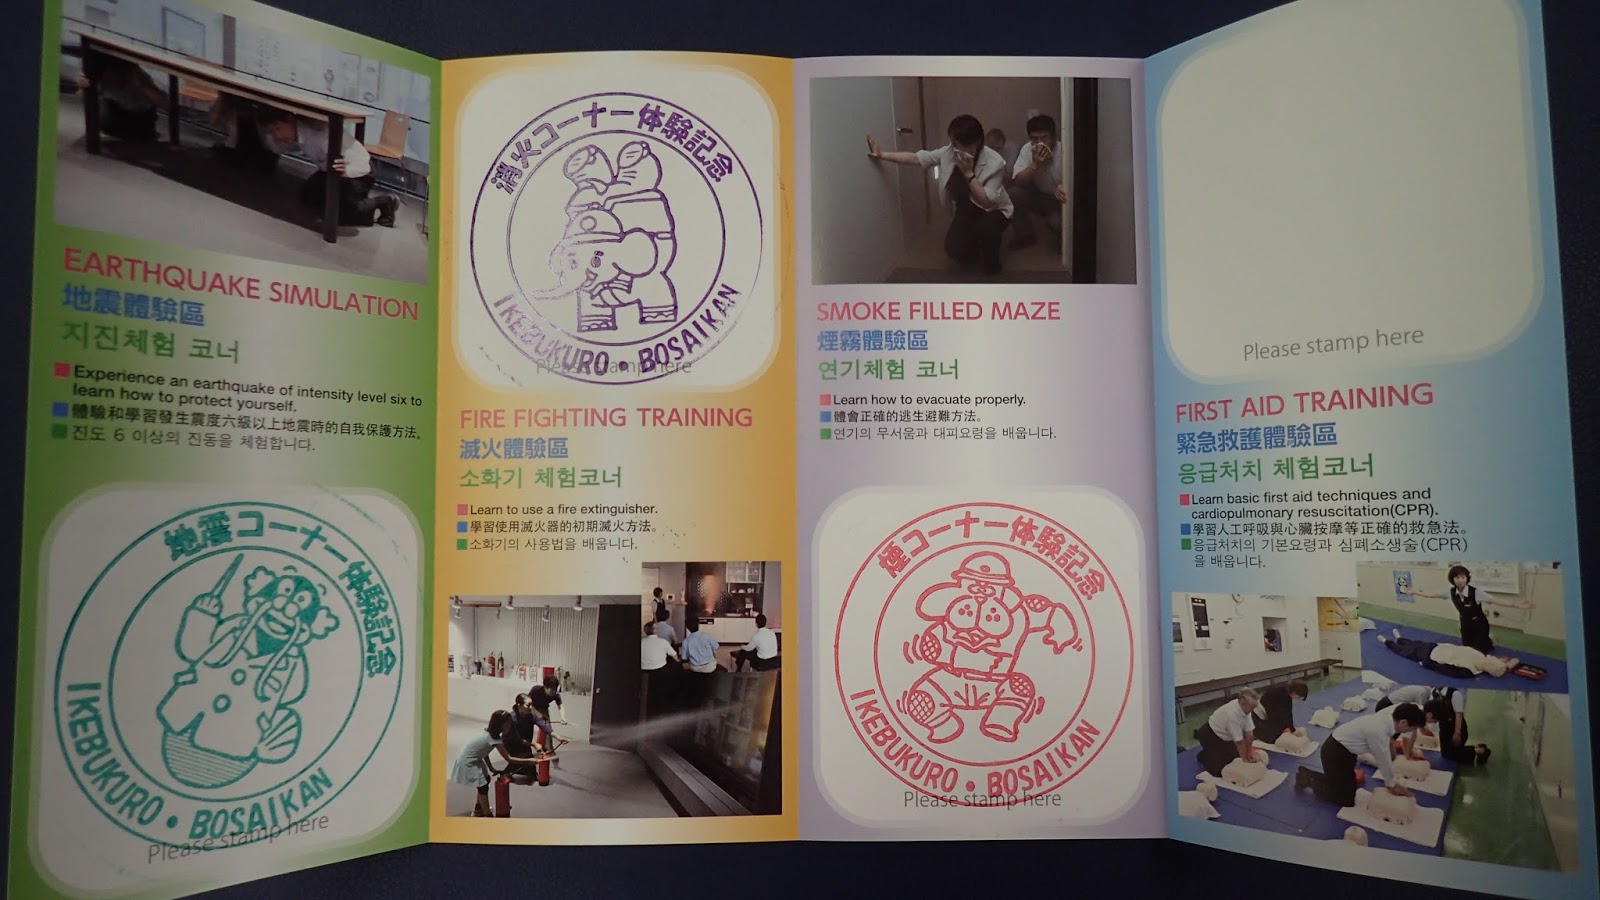 EARTHQUAKE SIMULATION
地震體驗區
지진체험 코너
Experience an earthquake of intensity level six to
learn how to protect yourself.
體驗和學習發生震度六級以上地震時的自我保護方法。
진도 6 이상의 진동을 체험합니다.
地震コーナー体験記念
IKEBUKURO・BOSAIKAN
Please stamp here
消火コーナー体験記念
IKEBUKURO・BOSAIKAN
Please stamp here
FIRE FIGHTING TRAINING
滅火體驗區
소화기 체험코너
Learn to use a fire extinguisher.
學習使用滅火器的初期滅火方法。
소화기의 사용법을 배웁니다.
SMOKE FILLED MAZE
煙霧體驗區
연기체험 코너
Learn how to evacuate properly.
體會正確的逃生避難方法。
연기의 무서움과 대피요령을 배웁니다.
煙コーナー体験記念
IKEBUKURO・BOSAIKAN
Please stamp here
Please stamp here
FIRST AID TRAINING
緊急救護體驗區
응급처치 체험코너
Learn basic first aid techniques and
cardiopulmonary resuscitation(CPR).
學習人工呼吸與心臟按摩等正確的救急法。
응급처치의 기본요령과 심폐소생술(CPR)
을 배웁니다.